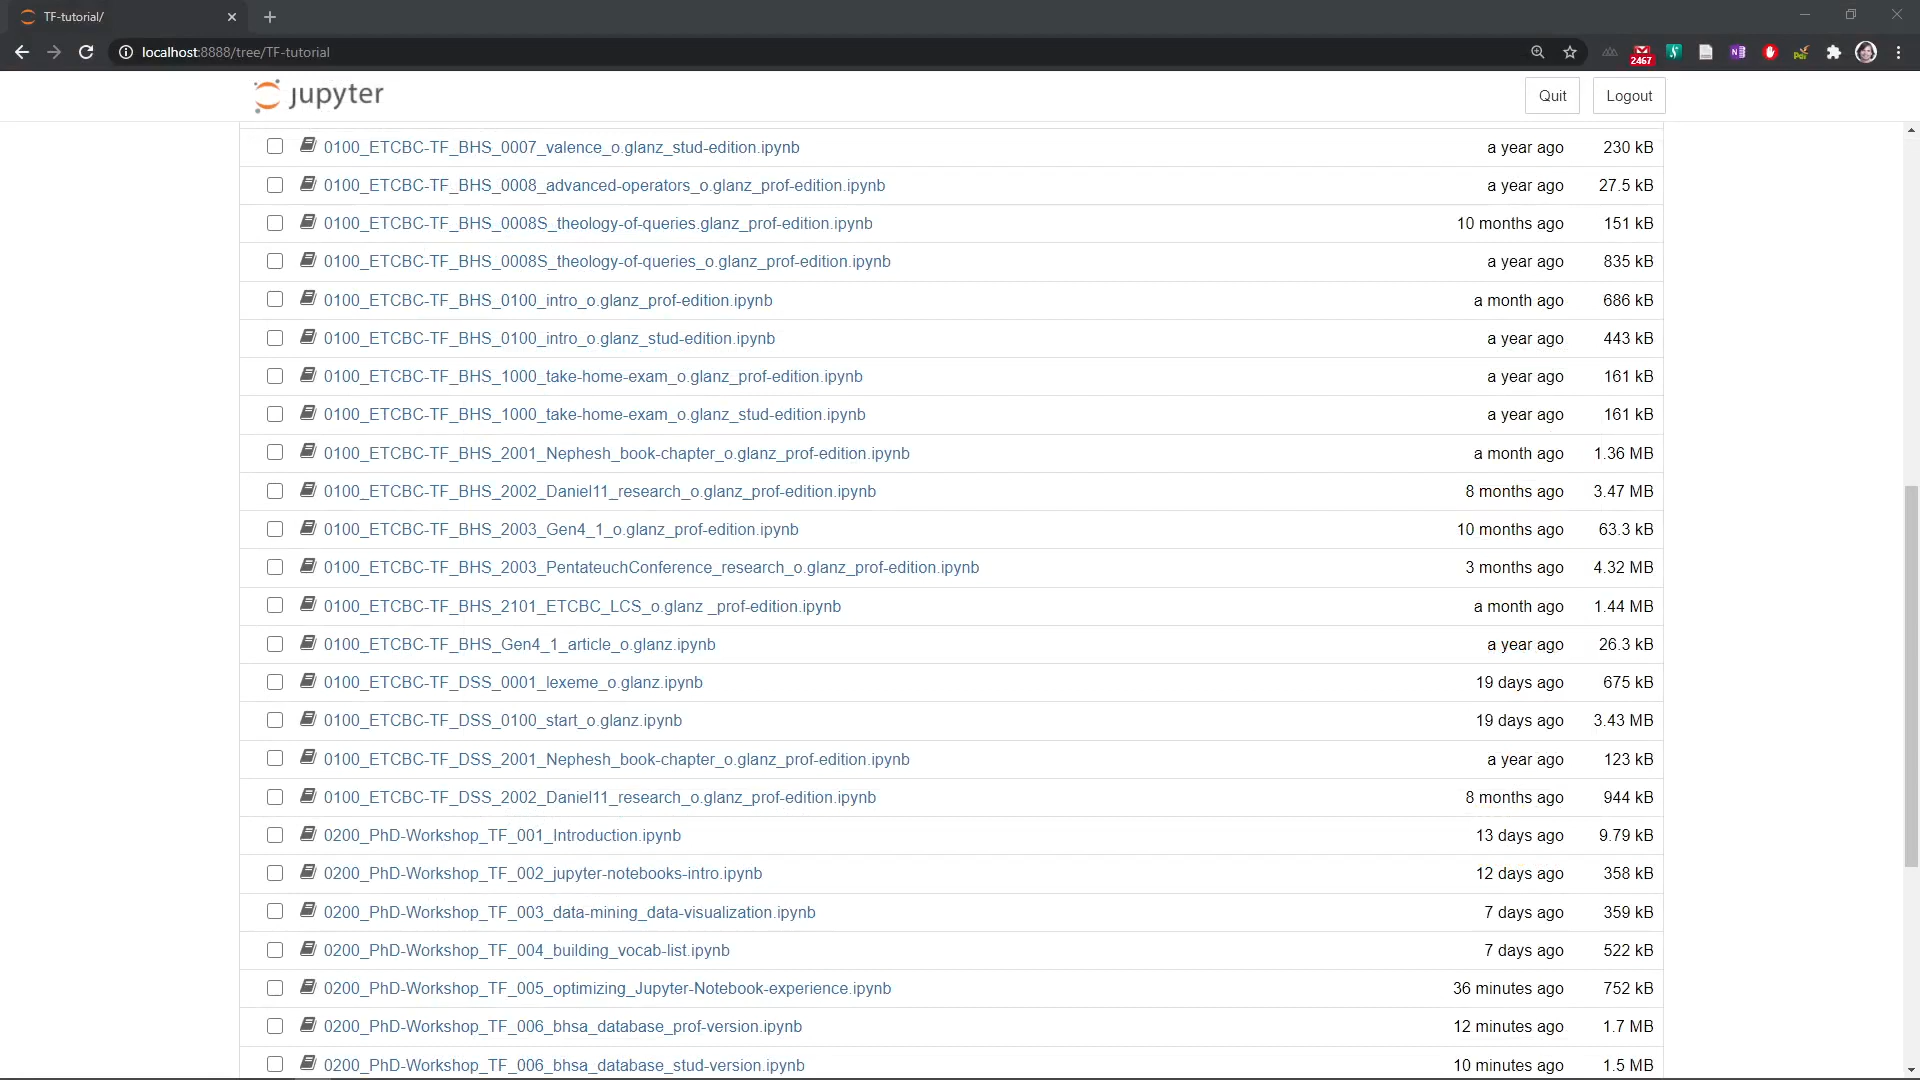 TF-tutorial/
localhost:8888/tree/TF-tutorial
2467
jupyter
Quit
Logout
0100_ETCBC-TF_BHS_0007_valence_o.glanz_stud-edition.ipynb a year ago 230 kB
0100_ETCBC-TF_BHS_0008_advanced-operators_o.glanz_prof-edition.ipynb a year ago 27.5 kB
0100_ETCBC-TF_BHS_0008S_theology-of-queries.glanz_prof-edition.ipynb 10 months ago 151 kB
0100_ETCBC-TF_BHS_0008S_theology-of-queries_o.glanz_prof-edition.ipynb a year ago 835 kB
0100_ETCBC-TF_BHS_0100_intro_o.glanz_prof-edition.ipynb a month ago 686 kB
0100_ETCBC-TF_BHS_0100_intro_o.glanz_stud-edition.ipynb a year ago 443 kB
0100_ETCBC-TF_BHS_1000_take-home-exam_o.glanz_prof-edition.ipynb a year ago 161 kB
0100_ETCBC-TF_BHS_1000_take-home-exam_o.glanz_stud-edition.ipynb a year ago 161 kB
0100_ETCBC-TF_BHS_2001_Nephesh_book-chapter_o.glanz_prof-edition.ipynb a month ago 1.36 MB
0100_ETCBC-TF_BHS_2002_Daniel11_research_o.glanz_prof-edition.ipynb 8 months ago 3.47 MB
0100_ETCBC-TF_BHS_2003_Gen4_1_o.glanz_prof-edition.ipynb 10 months ago 63.3 kB
0100_ETCBC-TF_BHS_2003_PentateuchConference_research_o.glanz_prof-edition.ipynb 3 months ago 4.32 MB
0100_ETCBC-TF_BHS_2101_ETCBC_LCS_o.glanz _prof-edition.ipynb a month ago 1.44 MB
0100_ETCBC-TF_BHS_Gen4_1_article_o.glanz.ipynb a year ago 26.3 kB
0100_ETCBC-TF_DSS_0001_lexeme_o.glanz.ipynb 19 days ago 675 kB
0100_ETCBC-TF_DSS_0100_start_o.glanz.ipynb 19 days ago 3.43 MB
0100_ETCBC-TF_DSS_2001_Nephesh_book-chapter_o.glanz_prof-edition.ipynb a year ago 123 kB
0100_ETCBC-TF_DSS_2002_Daniel11_research_o.glanz_prof-edition.ipynb 8 months ago 944 kB
0200_PhD-Workshop_TF_001_Introduction.ipynb 13 days ago 9.79 kB
0200_PhD-Workshop_TF_002_jupyter-notebooks-intro.ipynb 12 days ago 358 kB
0200_PhD-Workshop_TF_003_data-mining_data-visualization.ipynb 7 days ago 359 kB
0200_PhD-Workshop_TF_004_building_vocab-list.ipynb 7 days ago 522 kB
0200_PhD-Workshop_TF_005_optimizing_Jupyter-Notebook-experience.ipynb 36 minutes ago 752 kB
0200_PhD-Workshop_TF_006_bhsa_database_prof-version.ipynb 12 minutes ago 1.7 MB
0200_PhD-Workshop_TF_006_bhsa_database_stud-version.ipynb 10 minutes ago 1.5 MB